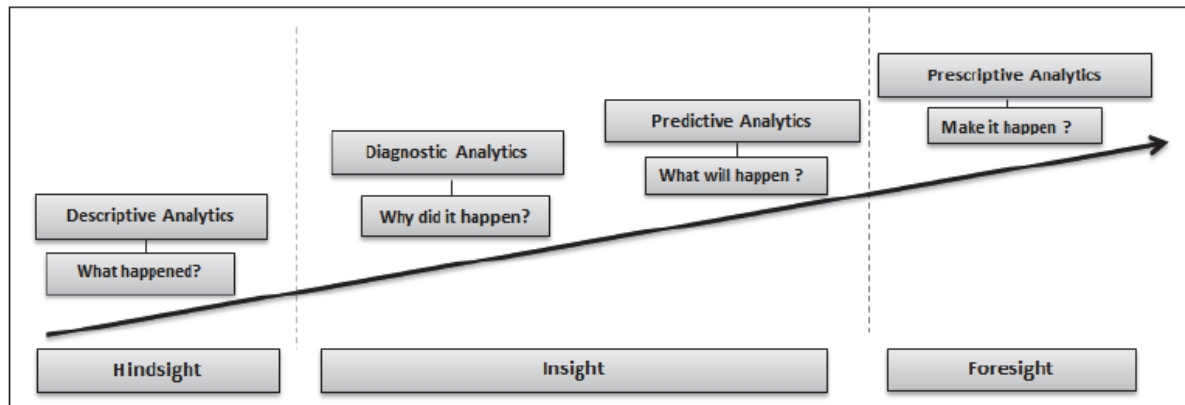 Descriptive Analytics
What happened?
Diagnostic Analytics
Why did it happen?
Predictive Analytics
What will happen ?
Prescriptive Analytics
Make it happen ?
Hindsight
Insight
Foresight